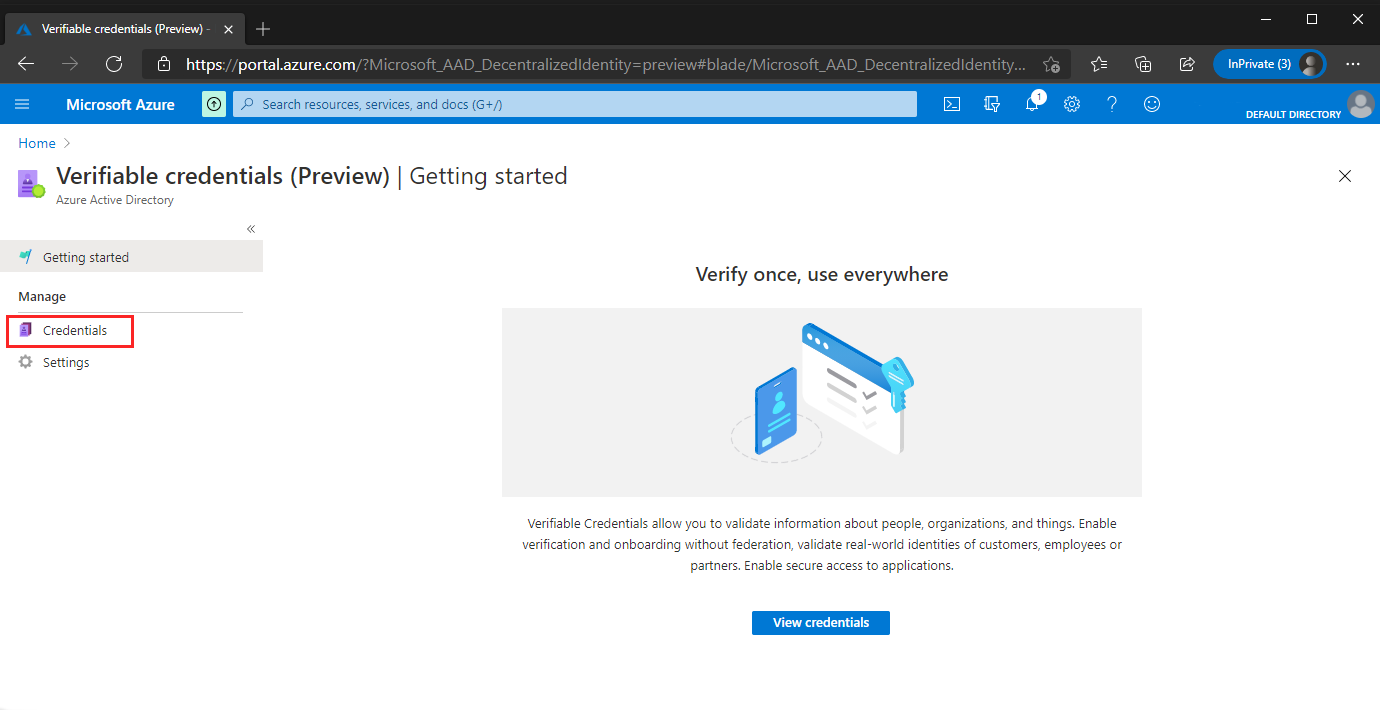 Verifiable credentials (Preview) -
https://portal.azure.com/?Microsoft_AAD_DecentralizedIdentity=preview#blade/Microsoft_AAD_DecentralizedIdentity...
InPrivate (3)
Microsoft Azure
Search resources, services, and docs (G+/)
1
DEFAULT DIRECTORY
Home
Verifiable credentials (Preview) | Getting started
Azure Active Directory
Getting started
Manage
Credentials
Settings
Verify once, use everywhere
Verifiable Credentials allow you to validate information about people, organizations, and things. Enable
verification and onboarding without federation, validate real-world identities of customers, employees or
partners. Enable secure access to applications.
View credentials